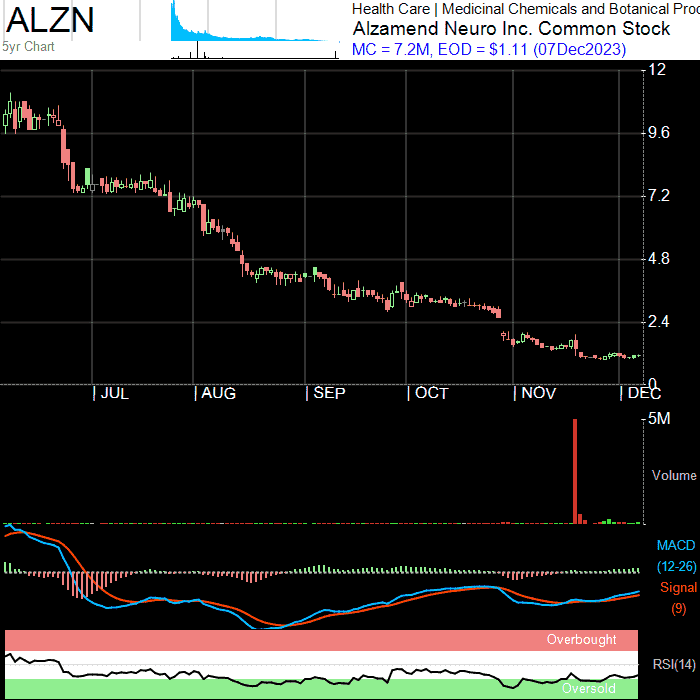 ALZN
5yr Chart
Health Care | Medicinal Chemicals and Botanical Proc
Alzamend Neuro Inc. Common Stock
MC = 7.2M, EOD = $1.11 (07Dec2023)
12
9.6
7.2
4.8
2.4
0
| JUL | AUG | SEP | OCT | NOV | DEC
5M
Volume
MACD
(12-26)
Signal
(9)
Overbought
RSI(14)
Oversold